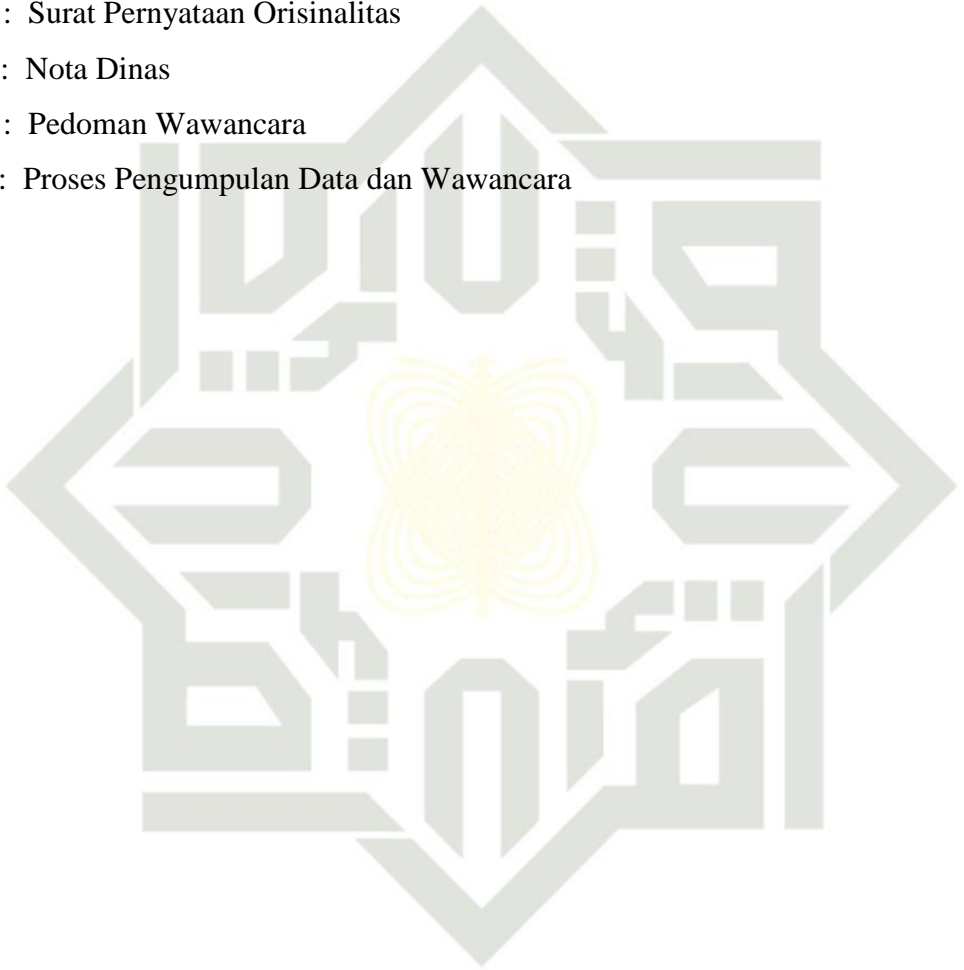 : Surat Pernyataan Orisinalitas
: Nota Dinas
: Pedoman Wawancara
: Proses Pengumpulan Data dan Wawancara